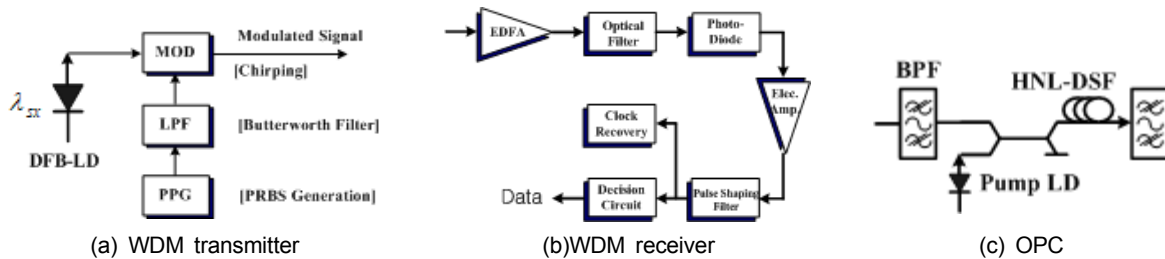 MOD
Modulated Signal
[Chirping]
λsx
LPF
[Butterworth Filter]
DFB-LD
PPG
[PRBS Generation]
(a) WDM transmitter
EDFA
Optical
Filter
Photo-
Diode
Elec.
Amp.
Clock
Recovery
Data
Decision
Circuit
Pulse Shaping
Filter
(b)WDM receiver
BPF
HNL-DSF
Pump LD
(c) OPC